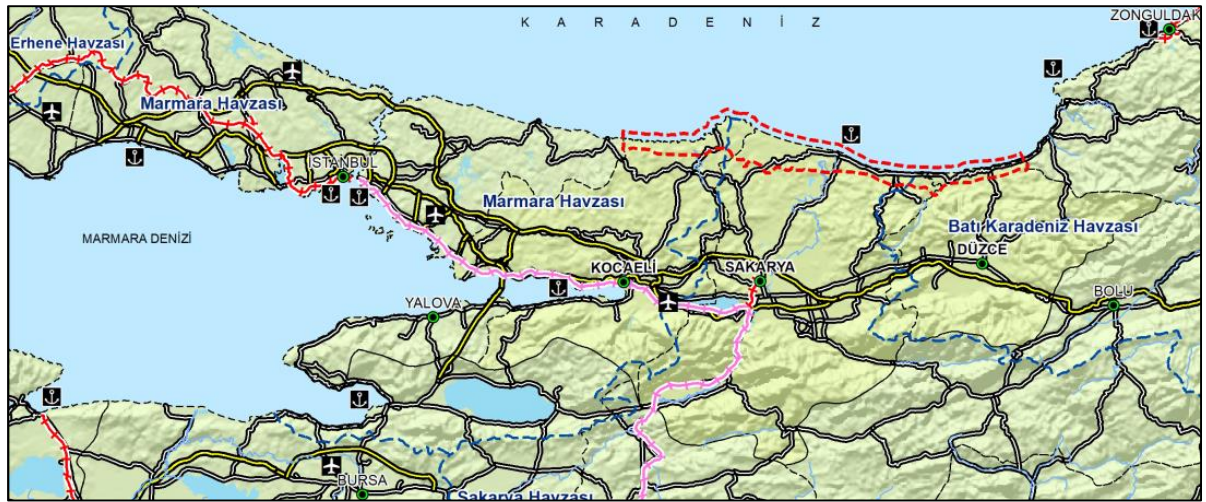 K A R A D E N İ Z
ZONGULDAK
Erhene Havzası
Marmara Havzası
İSTANBUL
Marmara Havzası
Batı Karadeniz Havzası
MARMARA DENİZİ
DÜZCE
KOCAELİ
SAKARYA
YALOVA
BOLU
BURSA
Sakarya Havzası